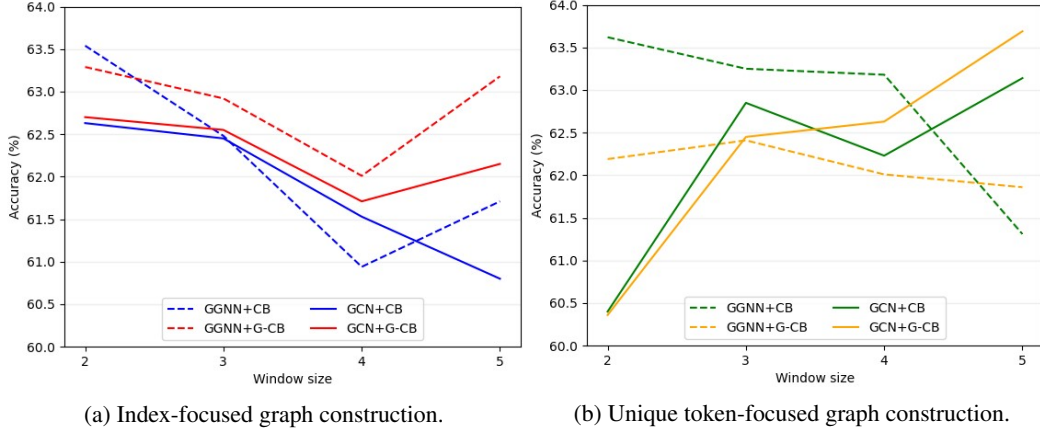 64.0
63.5
63.0
62.5
62.0
61.5
61.0
60.5
60.0
Accuracy (%)
GGNN+CB
GCN+CB
GGNN+G-CB
GCN+G-CB
2
3
4
5
Window size
(a) Index-focused graph construction.
64.0
63.5
63.0
62.5
62.0
61.5
61.0
60.5
60.0
Accuracy (%)
GGNN+CB
GCN+CB
GGNN+G-CB
GCN+G-CB
2
3
4
5
Window size
(b) Unique token-focused graph construction.